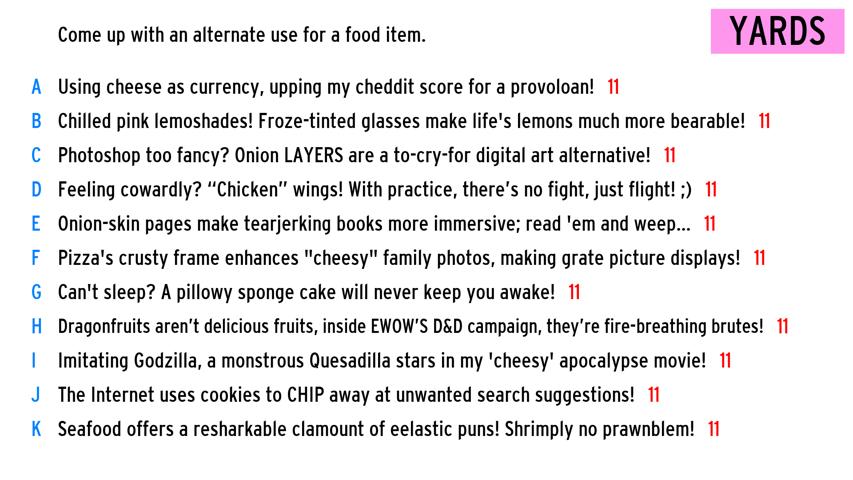 Come up with an alternate use for a food item.
YARDS
A Using cheese as currency, upping my cheddit score for a provoloan! 11
B Chilled pink lemoshades! Froze-tinted glasses make life's lemons much more bearable! 11
C Photoshop too fancy? Onion LAYERS are a to-cry-for digital art alternative! 11
D Feeling cowardly? “Chicken” wings! With practice, there’s no fight, just flight! ;) 11
E Onion-skin pages make tearjerking books more immersive; read 'em and weep... 11
F Pizza's crusty frame enhances "cheesy" family photos, making grate picture displays! 11
G Can't sleep? A pillowy sponge cake will never keep you awake! 11
H Dragonfruits aren’t delicious fruits, inside EWOW’S D&D campaign, they’re fire-breathing brutes! 11
I Imitating Godzilla, a monstrous Quesadilla stars in my 'cheesy' apocalypse movie! 11
J The Internet uses cookies to CHIP away at unwanted search suggestions! 11
K Seafood offers a resharkable clamount of eelastic puns! Shrimply no prawnblem! 11